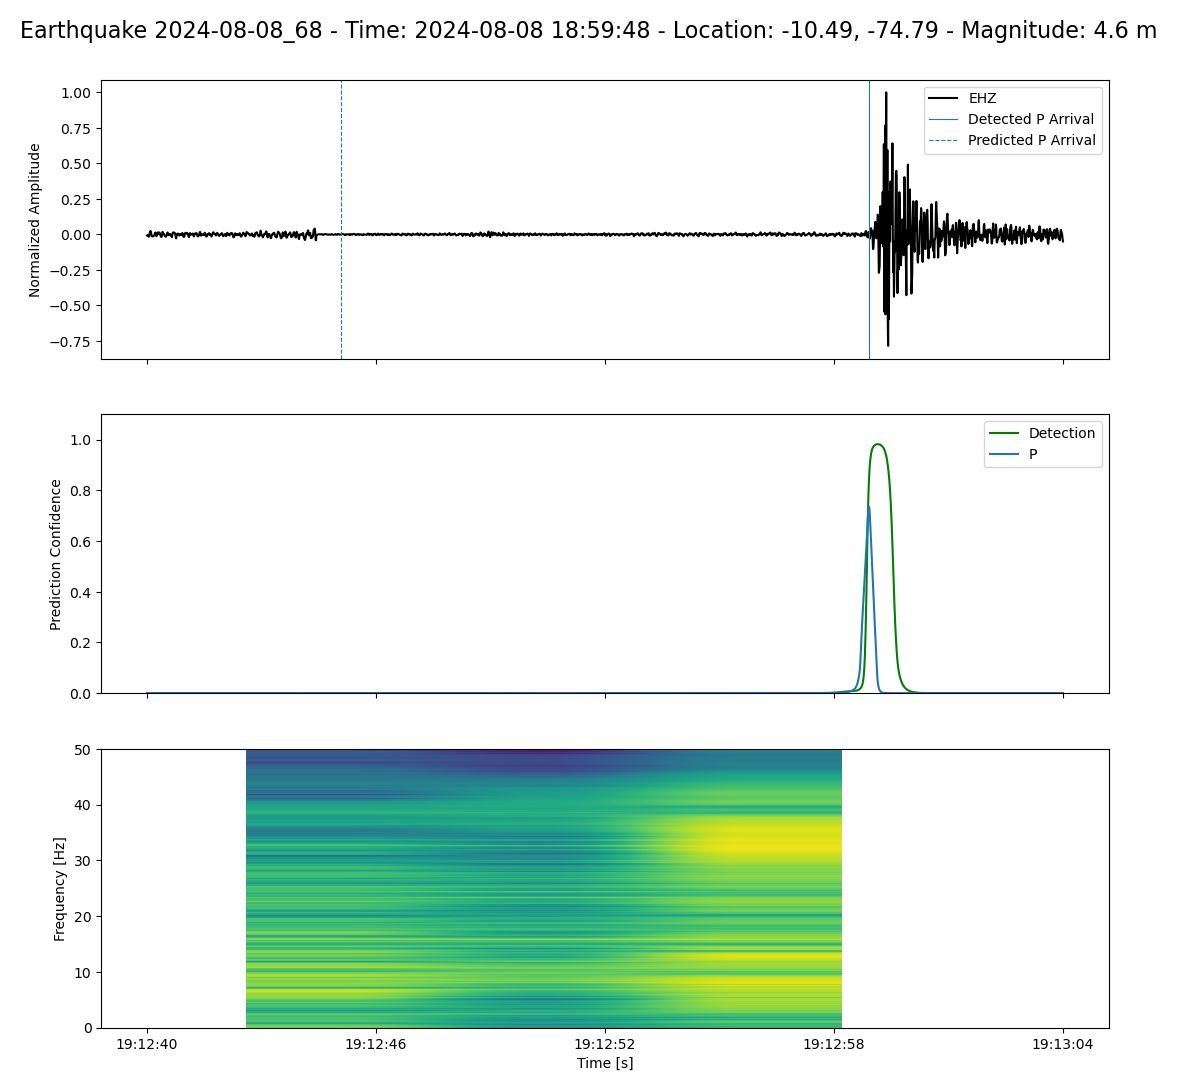 Earthquake 2024-08-08_68 - Time: 2024-08-08 18:59:48 - Location: -10.49, -74.79 - Magnitude: 4.6 m
1.00
0.75
0.50
0.25
0.00
−0.25
−0.50
−0.75
Normalized Amplitude
EHZ
Detected P Arrival
Predicted P Arrival
1.0
0.8
0.6
0.4
0.2
0.0
Prediction Confidence
Detection
P
50
40
30
20
10
0
Frequency [Hz]
19:12:40
19:12:46
19:12:52
19:12:58
19:13:04
Time [s]